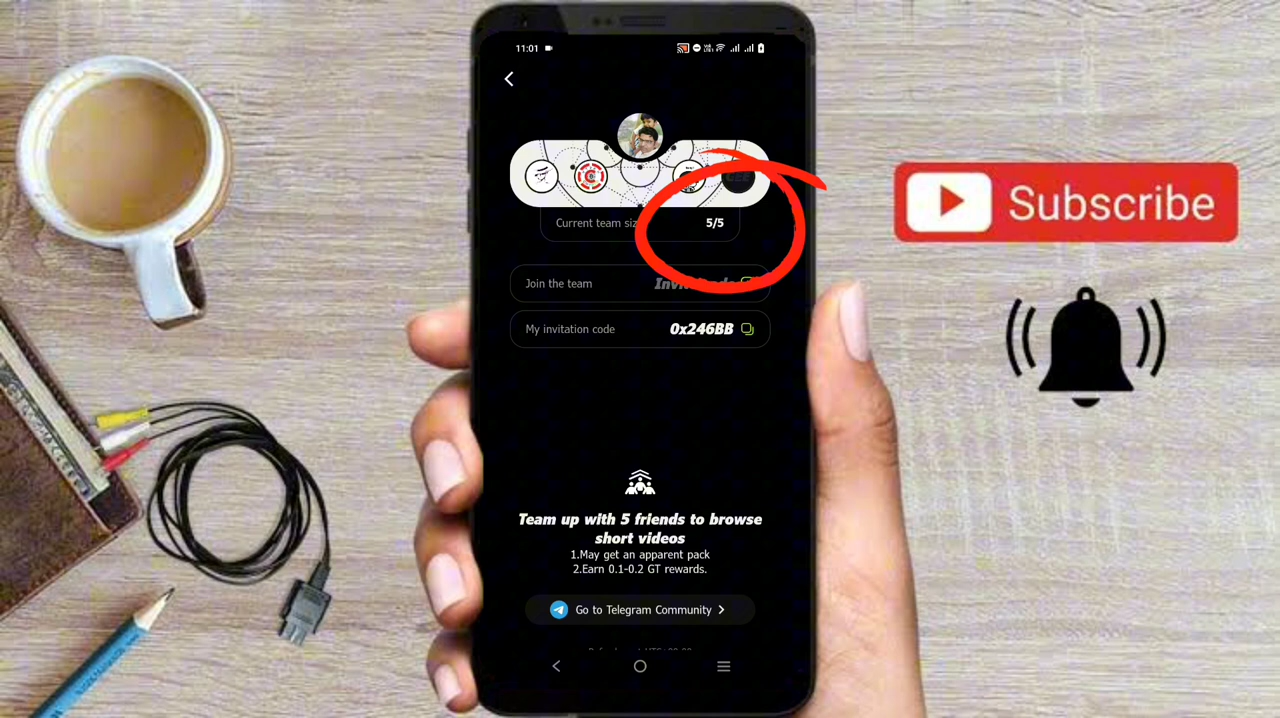 11:01
GEE
Current team siz
5/5
Join the team
My invitation code
0x246BB
Team up with 5 friends to browse
short videos
1.May get an apparent pack
2.Earn 0.1-0.2 GT rewards.
Go to Telegram Community
Subscribe